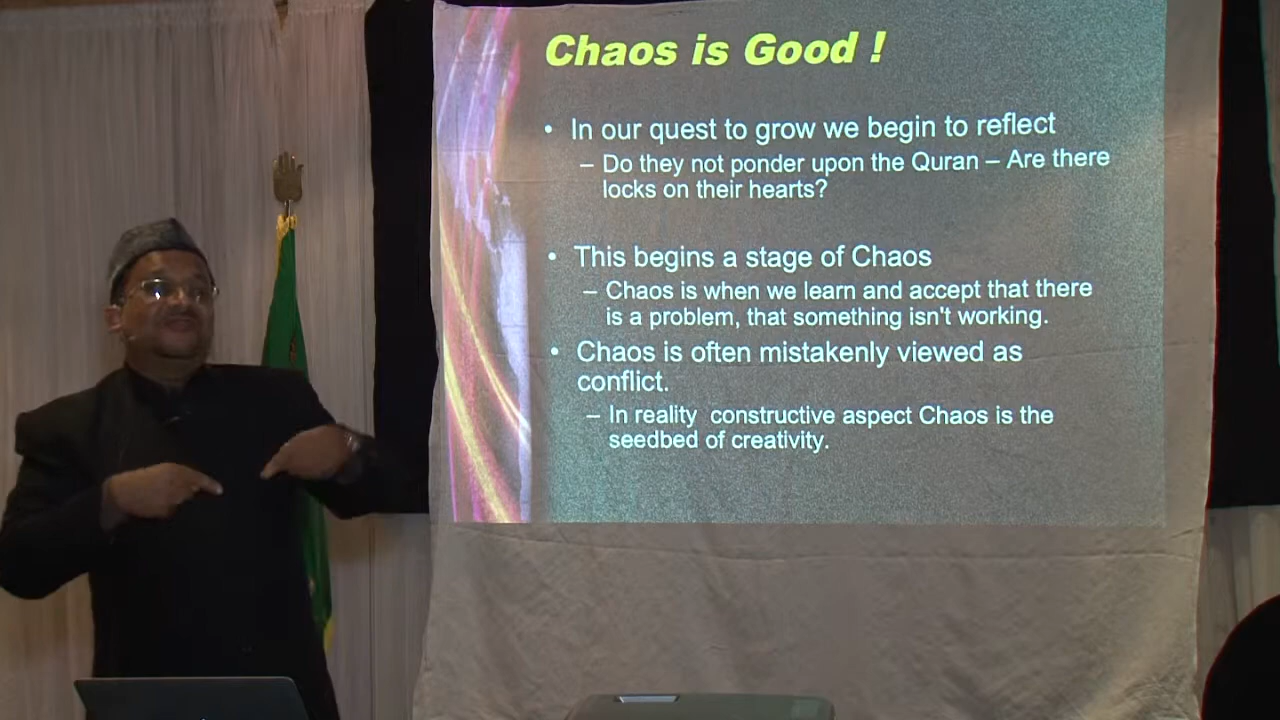 Chaos is Good !
• In our quest to grow we begin to reflect
– Do they not ponder upon the Quran – Are there
locks on their hearts?
• This begins a stage of Chaos
– Chaos is when we learn and accept that there
is a problem, that something isn't working.
• Chaos is often mistakenly viewed as
conflict.
– In reality constructive aspect Chaos is the
seedbed of creativity.